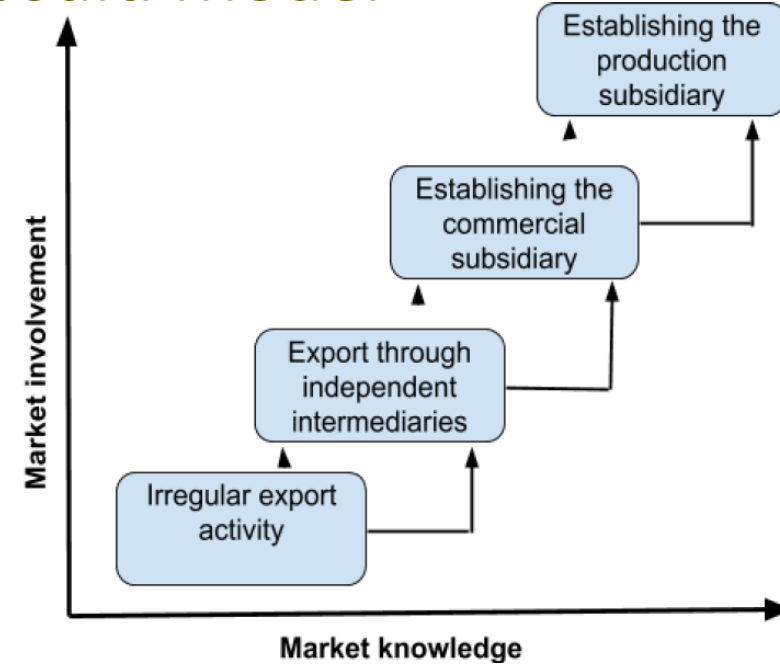 Establishing the
production
subsidiary
Establishing the
commercial
subsidiary
Export through
independent
intermediaries
Irregular export
activity
Market involvement
Market knowledge